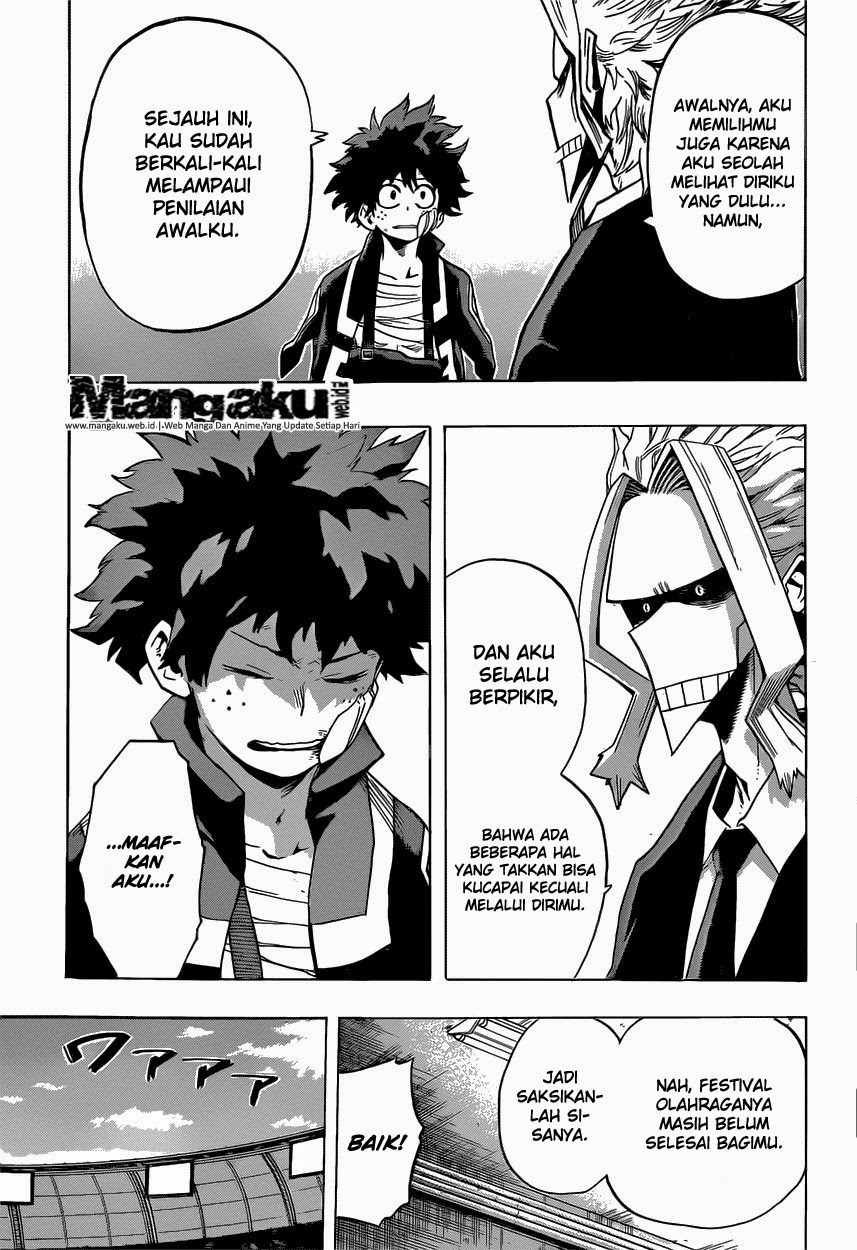 AWALNYA, AKU
MEMILIHMU
JUGA KARENA
AKU SEOLAH
MELIHAT DIRIKU
YANG DULU...
NAMUN,
SEJAUH INI,
KAU SUDAH
BERKALI-KALI
MELAMPAUI
PENILAIAN
AWALKU.
Mangaku
web.id
www.mangaku.web.id | Web Manga Dan Anime Yang Update Setiap Hari
DAN AKU
SELALU
BERPIKIR,
BAHWA ADA
BEBERAPA HAL
YANG TAKKAN BISA
KUCAPAI KECUALI
MELALUI DIRIMU.
...MAAF-
KAN
AKU...!
NAH, FESTIVAL
OLAHRAGANYA
MASIH BELUM
SELESAI BAGIMU.
JADI
SAKSIKAN-
LAH SI-
SANYA.
BAIK!
ワァァァ